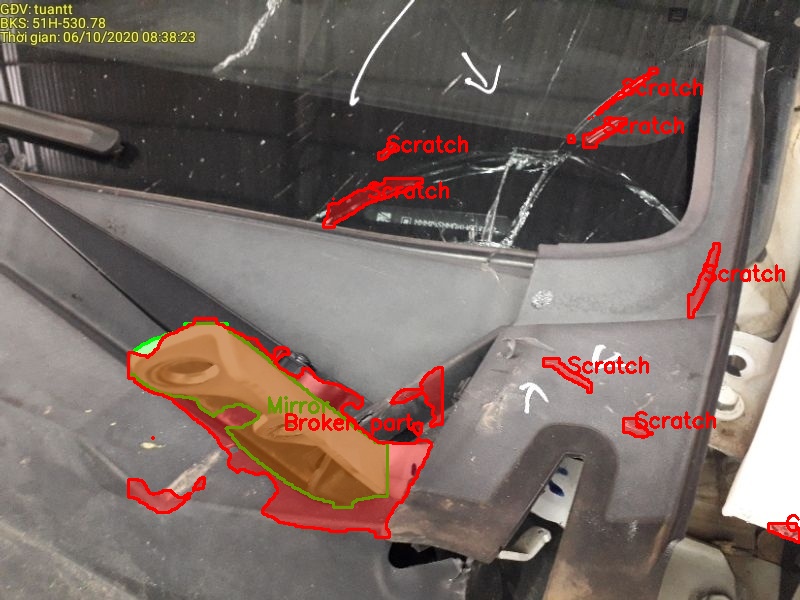 GĐV: tuantt
BKS: 51H-530.78
Thời gian: 06/10/2020 08:38:23
Scratch
Scratch
Scratch
Scratch
Scratch
Scratch
Mirror
Broken part
Scratch